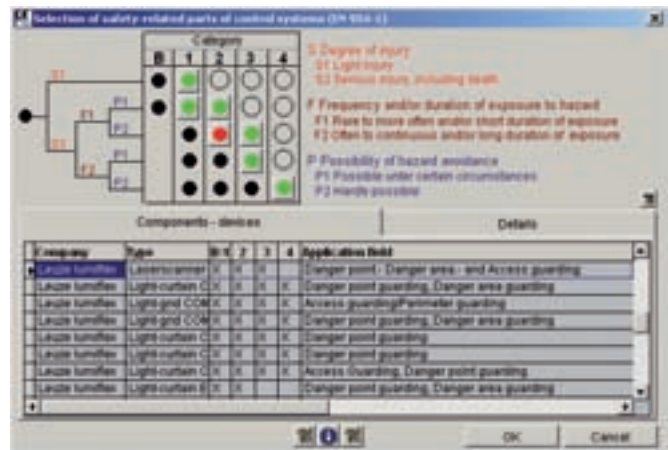 Selection of safety-related parts of control systems (EN 954-1)
Category
B 1 2 3 4
S1
S2
F1
F2
P1
P2
P1
P2
S Degree of injury
S1 Light injury
S2 Serious injury, including death
F Frequency and/or duration of exposure to hazard
F1 Rare to more often and/or short duration of exposure
F2 Often to continuous and/or long duration of exposure
P Possibility of hazard avoidance
P1 Possible unter certain circumstances
P2 Hardly possible
Components - devices Details
Company Type B/1 2 3 4 Application field
Leuze lumiflex Laserscanner X X X Danger point-, Danger area- and Access guarding
Leuze lumiflex Light-curtain C X X X X Danger point guarding, Danger area guarding
Leuze lumiflex Light-grid COM X X X X Access guarding/Perimeter guarding
Leuze lumiflex Light-grid COM X X X X Danger point guarding, Danger area guarding
Leuze lumiflex Light-curtain C X X X X Danger point guarding
Leuze lumiflex Light-curtain C X X X X Danger point guarding
Leuze lumiflex Light-curtain C X X X X Access Guarding, Danger point guarding
Leuze lumiflex Light-curtain E X X Danger point guarding, Danger area guarding
OK Cancel